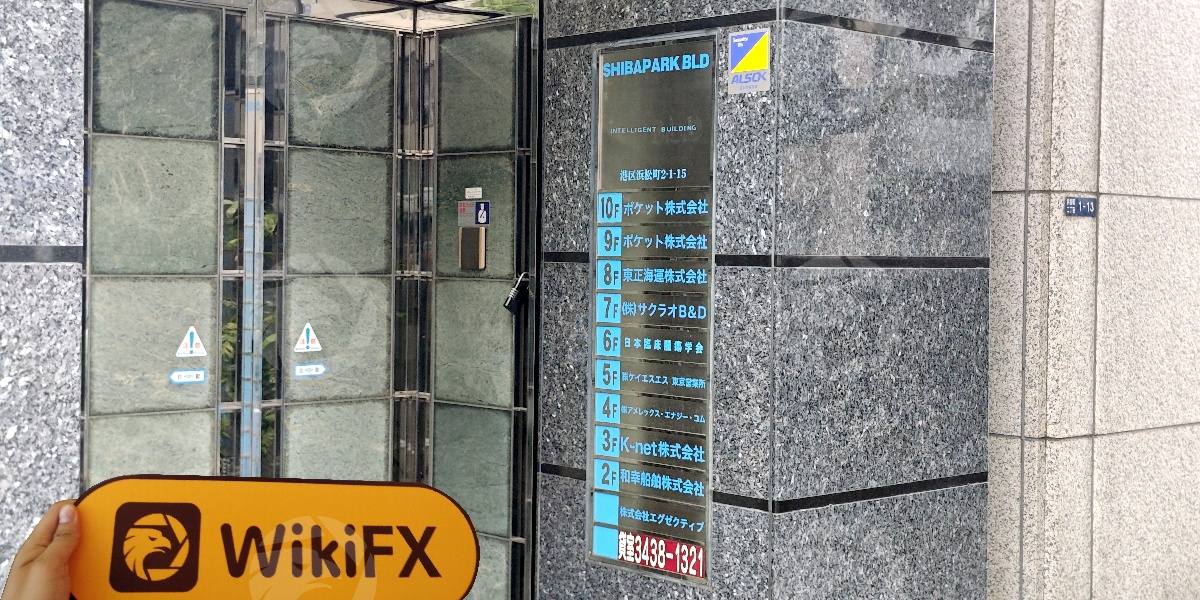 SHIBAPARK BLD
INTELLIGENT BUILDING
港区浜松町2-1-15
10F ポケット株式会社
9F ポケット株式会社
8F 東正海運株式会社
7F (株)サクラオB&D
6F 日本臨床腫瘍学会
5F ㈱ケイエスエス 東京営業所
4F ㈱アメレックス・エナジー・コム
3F K-net株式会社
2F 和幸船舶株式会社
株式会社エグゼクティブ
貸室3438-1321
ALSOK
1-13
WikiFX